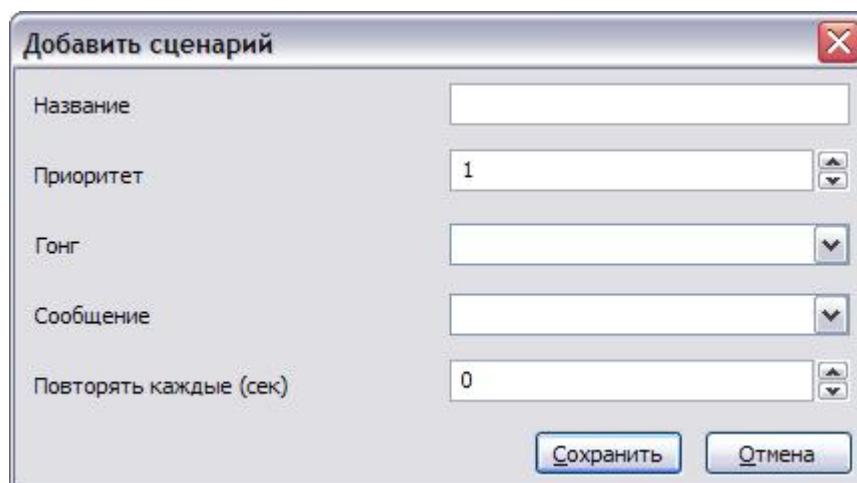 Добавить сценарий
Название
Приоритет 1
Гонг
Сообщение
Повторять каждые (сек) 0
Сохранить Отмена